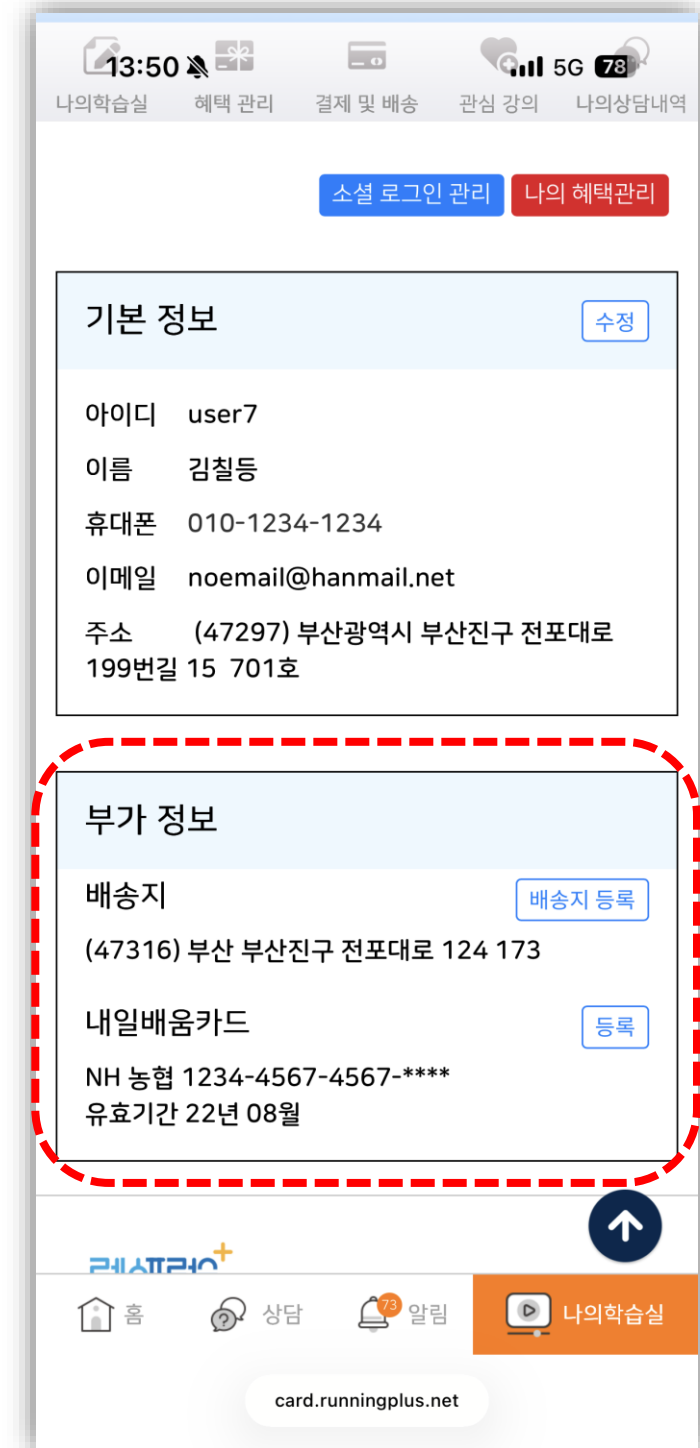 13:50
5G 78
나의학습실 혜택 관리 결제 및 배송 관심 강의 나의상담내역
소셜 로그인 관리 나의 혜택관리
기본 정보 수정
아이디 user7
이름 김칠등
휴대폰 010-1234-1234
이메일 noemail@hanmail.net
주소 (47297) 부산광역시 부산진구 전포대로
199번길 15 701호
부가 정보
배송지 배송지 등록
(47316) 부산 부산진구 전포대로 124 173
내일배움카드 등록
NH 농협 1234-4567-4567-****
유효기간 22년 08월
홈 상담 73 알림 나의학습실
card.runningplus.net